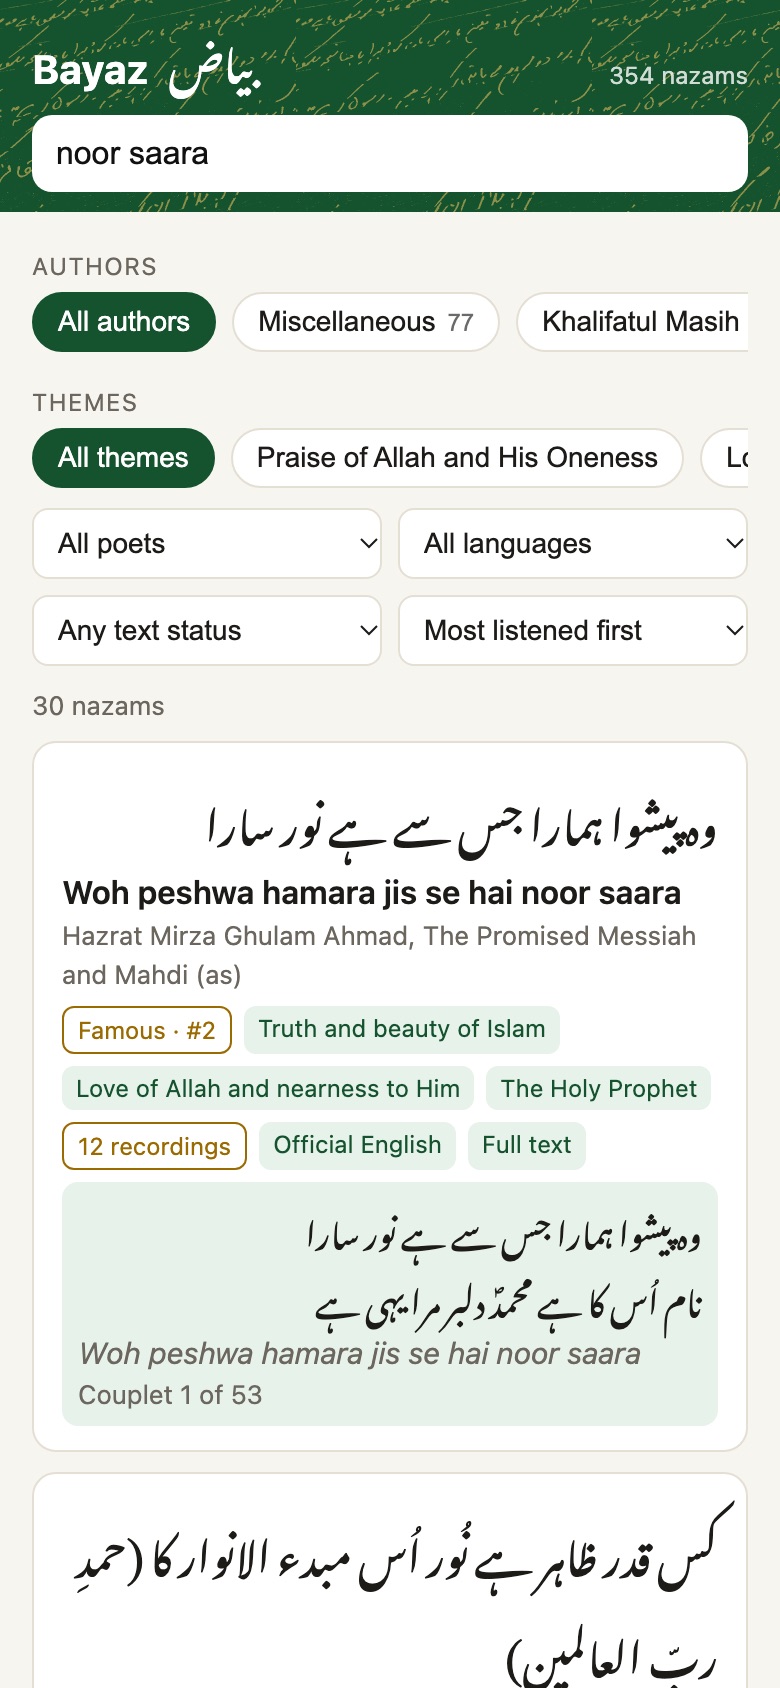 Bayaz بیاض
354 nazams
noor saara
AUTHORS
All authors
Miscellaneous 77
Khalifatul Masih
THEMES
All themes
Praise of Allah and His Oneness
All poets
All languages
Any text status
Most listened first
30 nazams
وہ پیشوا ہمارا جس سے ہے نور سارا
Woh peshwa hamara jis se hai noor saara
Hazrat Mirza Ghulam Ahmad, The Promised Messiah
and Mahdi (as)
Famous · #2
Truth and beauty of Islam
Love of Allah and nearness to Him
The Holy Prophet
12 recordings
Official English
Full text
وہ پیشوا ہمارا جس سے ہے نور سارا
نام اُس کا ہے محمدؐ دلبر مرا یہی ہے
Woh peshwa hamara jis se hai noor saara
Couplet 1 of 53
کس قدر ظاہر ہے نُور اُس مبدء الانوار کا (حمدِ
ربّ العالمین)